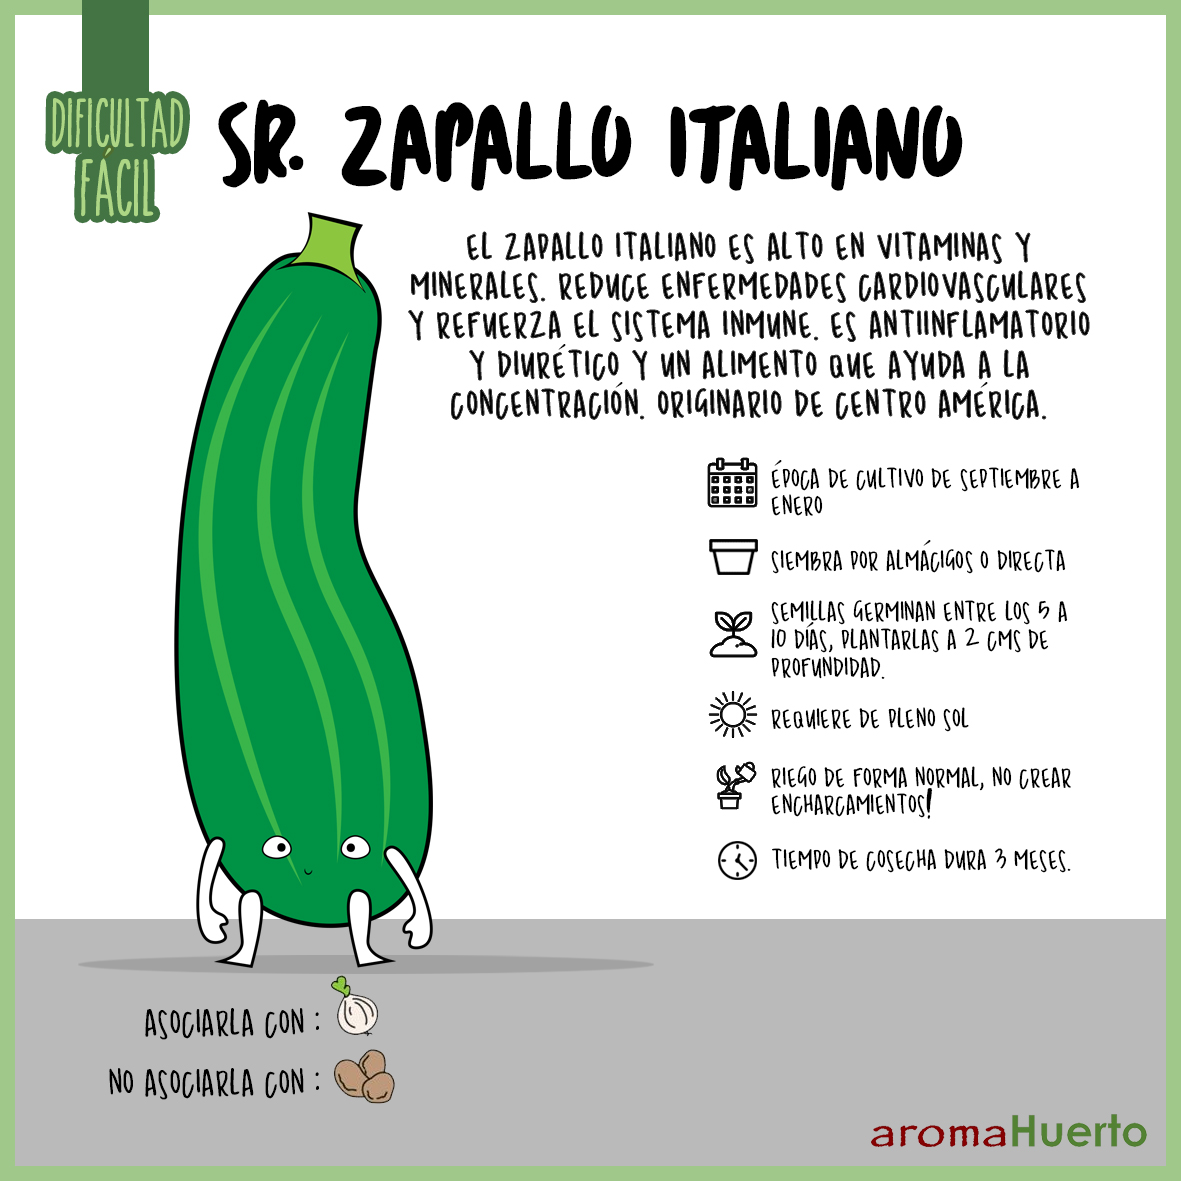 DIFICULTAD
FÁCIL
SR. ZAPALLO ITALIANO
EL ZAPALLO ITALIANO ES ALTO EN VITAMINAS Y
MINERALES. REDUCE ENFERMEDADES CARDIOVASCULARES
Y REFUERZA EL SISTEMA INMUNE. ES ANTIINFLAMATORIO
Y DIURÉTICO Y UN ALIMENTO QUE AYUDA A LA
CONCENTRACIÓN. ORIGINARIO DE CENTRO AMÉRICA.
ÉPOCA DE CULTIVO DE SEPTIEMBRE A
ENERO
SIEMBRA POR ALMÁCIGOS O DIRECTA
SEMILLAS GERMINAN ENTRE LOS 5 A
10 DÍAS, PLANTARLAS A 2 CMS DE
PROFUNDIDAD.
REQUIERE DE PLENO SOL
RIEGO DE FORMA NORMAL, NO CREAR
ENCHARCAMIENTOS!
TIEMPO DE COSECHA DURA 3 MESES.
ASOCIARLA CON :
NO ASOCIARLA CON :
aromaHuerto